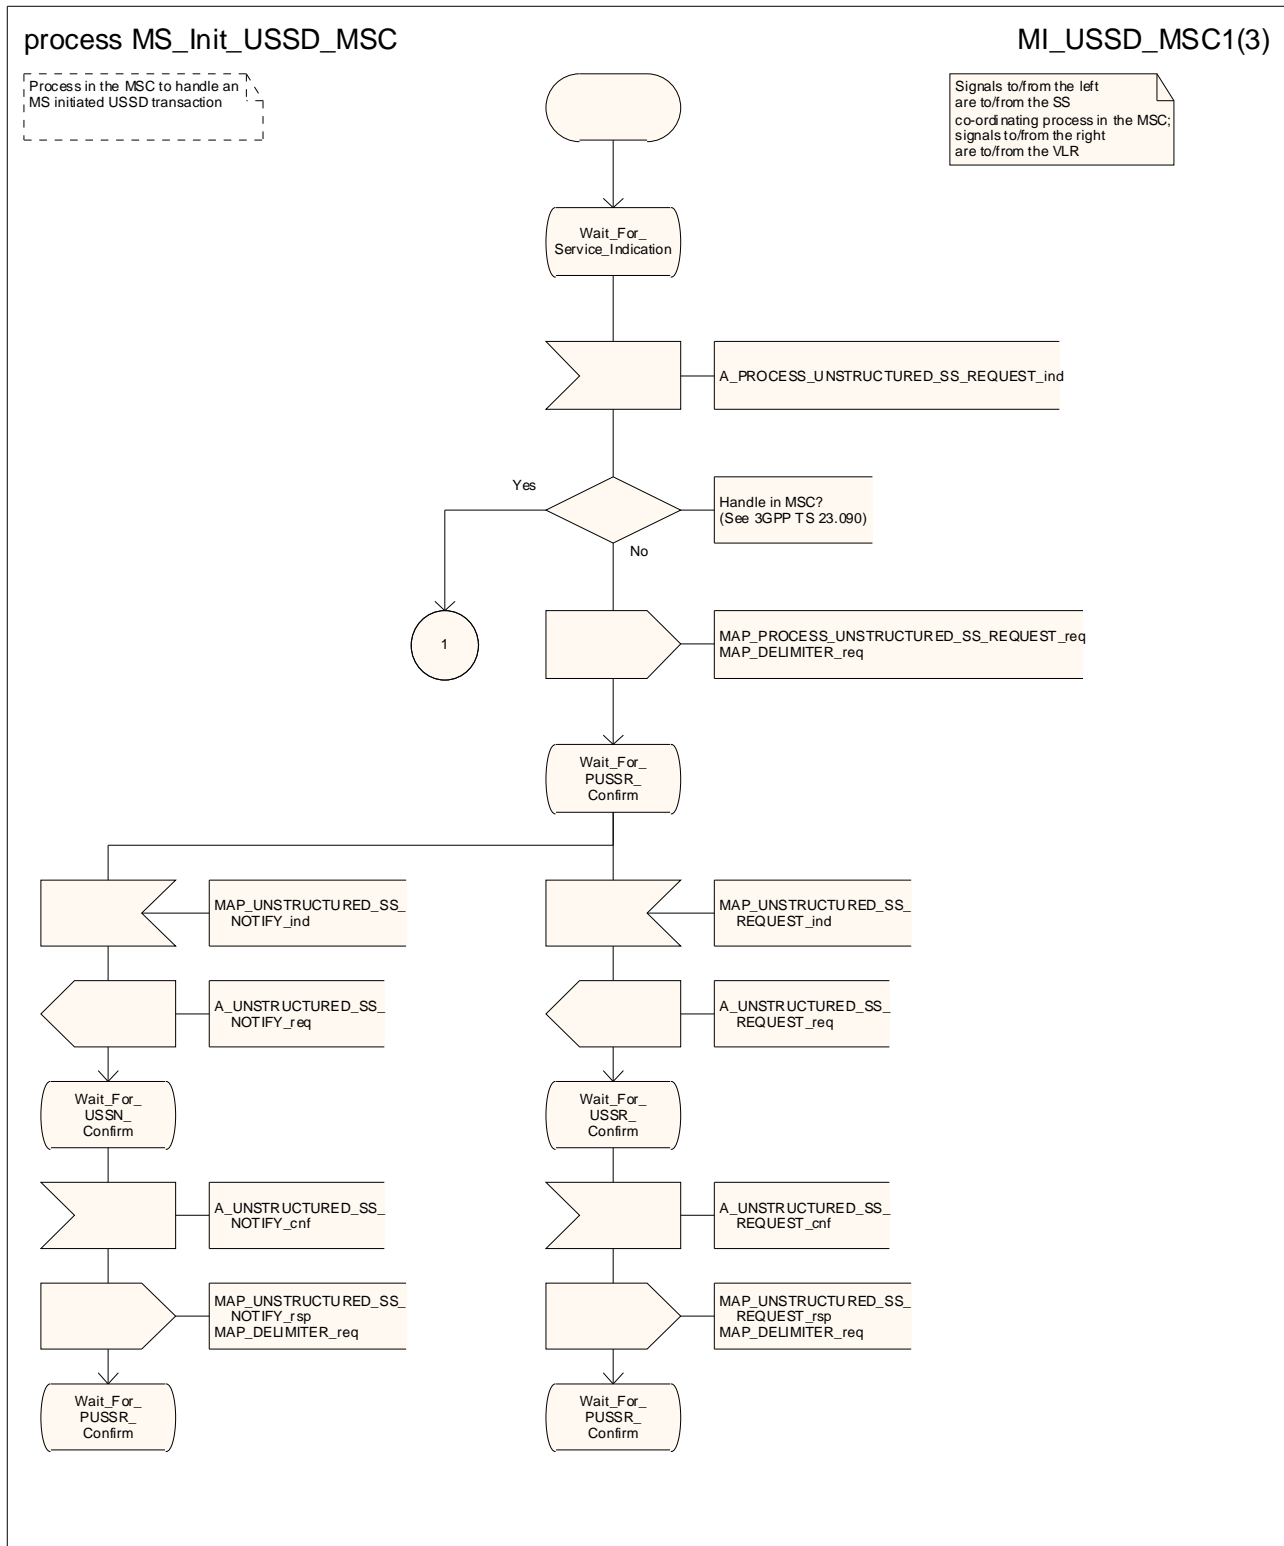 process MS_Init_USSD_MSC
MI_USSD_MSC1(3)
Process in the MSC to handle an
MS initiated USSD transaction
Signals to/from the left
are to/from the SS
co-ordinating process in the MSC;
signals to/from the right
are to/from the VLR
Wait_For_
Service_Indication
A_PROCESS_UNSTRUCTURED_SS_REQUEST_ind
Yes
Handle in MSC?
(See 3GPP TS 23.090)
No
1
MAP_PROCESS_UNSTRUCTURED_SS_REQUEST_req
MAP_DELIMITER_req
Wait_For_
PUSSR_
Confirm
MAP_UNSTRUCTURED_SS_
NOTIFY_ind
MAP_UNSTRUCTURED_SS_
REQUEST_ind
A_UNSTRUCTURED_SS_
NOTIFY_req
A_UNSTRUCTURED_SS_
REQUEST_req
Wait_For_
USSN_
Confirm
Wait_For_
USSR_
Confirm
A_UNSTRUCTURED_SS_
NOTIFY_cnf
A_UNSTRUCTURED_SS_
REQUEST_cnf
MAP_UNSTRUCTURED_SS_
NOTIFY_rsp
MAP_DELIMITER_req
MAP_UNSTRUCTURED_SS_
REQUEST_rsp
MAP_DELIMITER_req
Wait_For_
PUSSR_
Confirm
Wait_For_
PUSSR_
Confirm